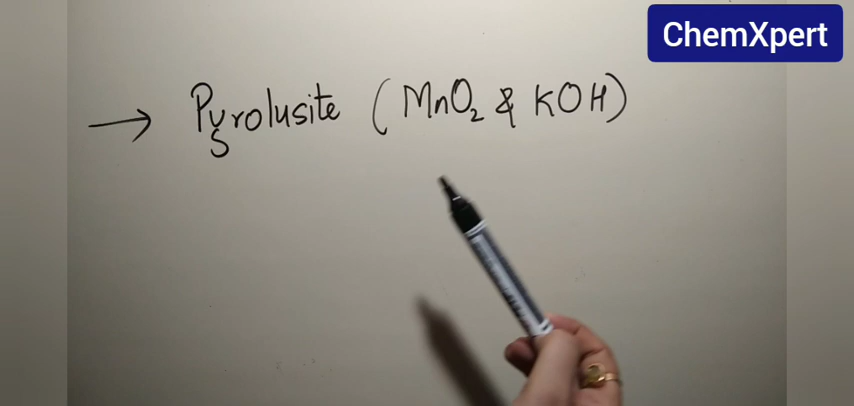 ChemXpert
→ Pyrolusite (MnO₂ & KOH)